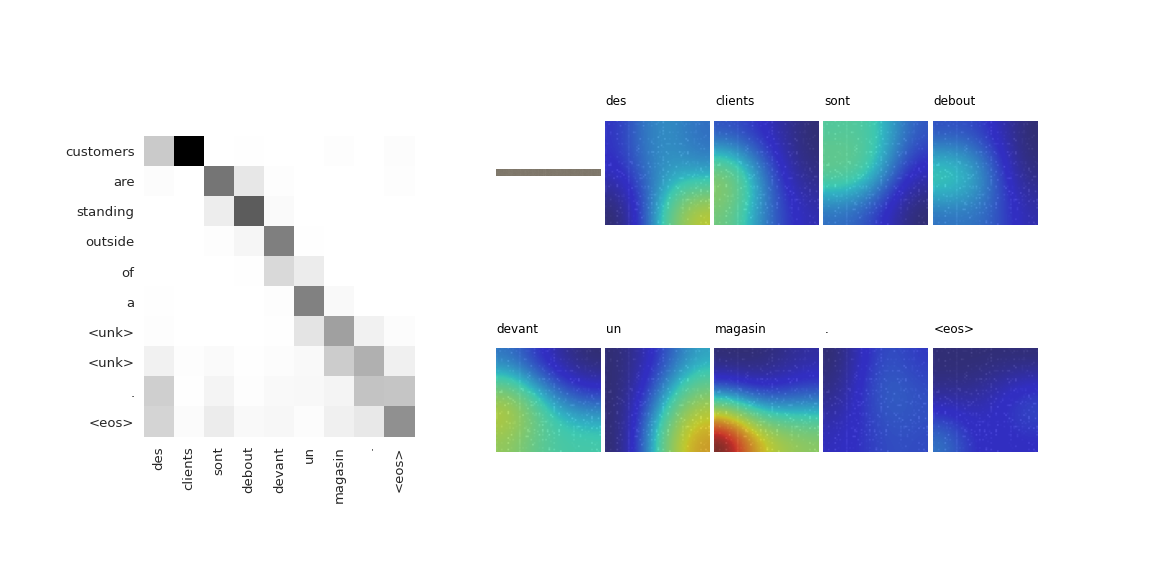 customers
are
standing
outside
of
a
<unk>
<unk>
.
<eos>
des clients sont debout devant un magasin . <eos>
des clients sont debout
devant un magasin . <eos>